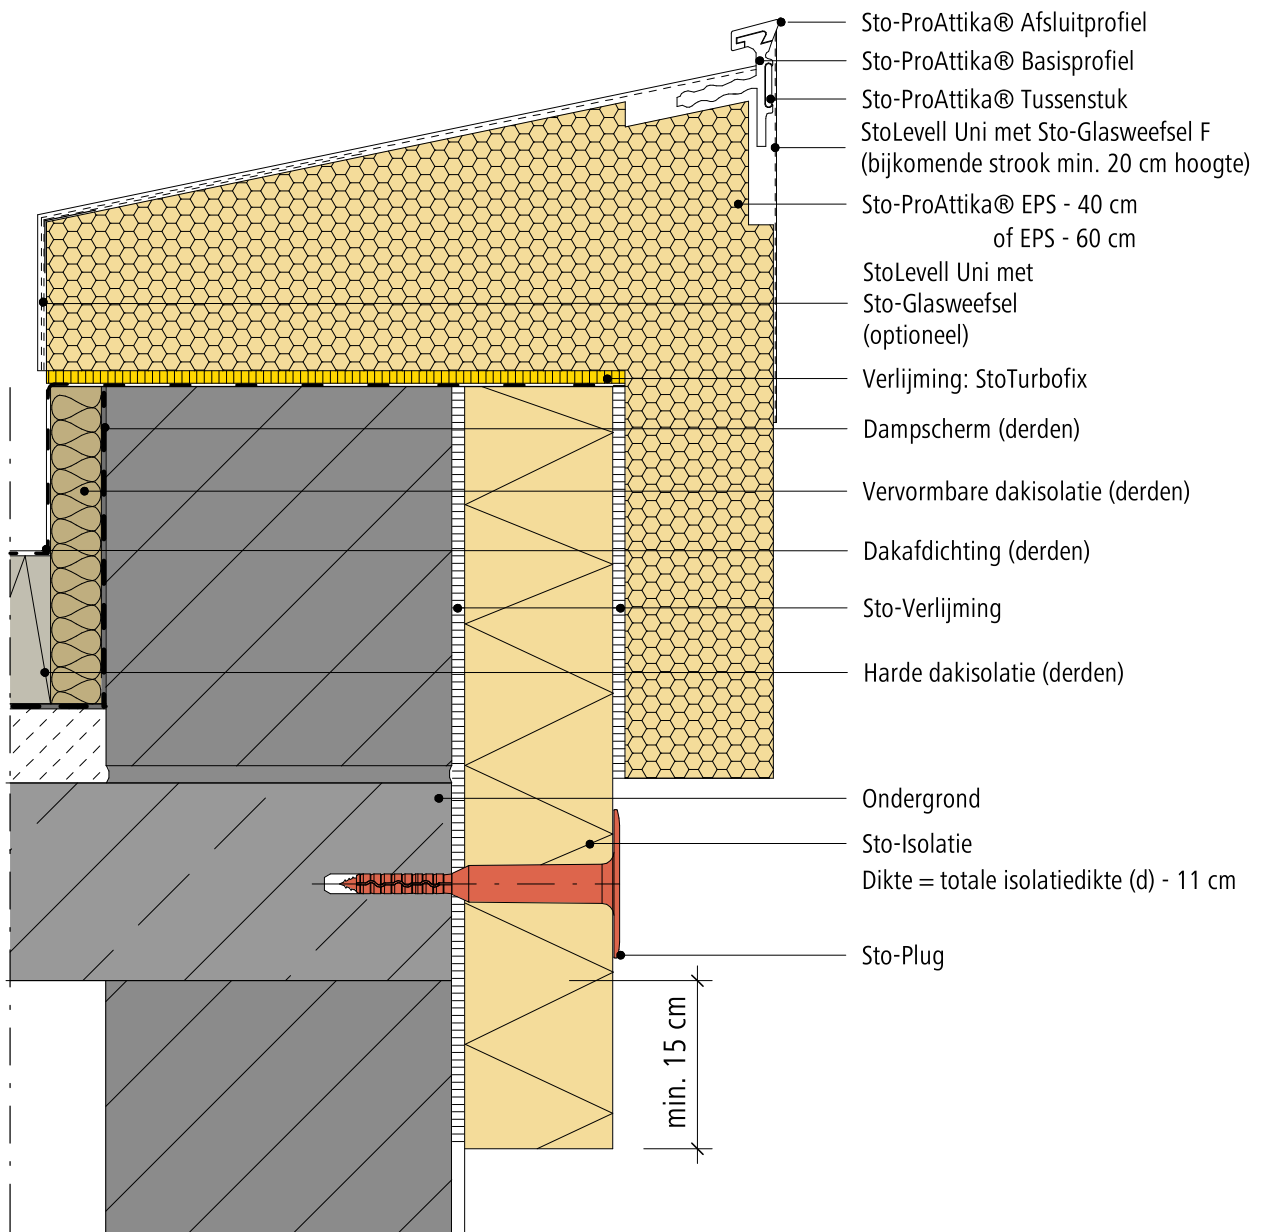 Sto-ProAttika® Afsluitprofiel
Sto-ProAttika® Basisprofiel
Sto-ProAttika® Tussenstuk
StoLevell Uni met Sto-Glasweefsel F
(bijkomende strook min. 20 cm hoogte)
Sto-ProAttika® EPS - 40 cm
of EPS - 60 cm
StoLevell Uni met
Sto-Glasweefsel
(optioneel)
Verlijming: StoTurbofix
Dampscherm (derden)
Vervormbare dakisolatie (derden)
Dakafdichting (derden)
Sto-Verlijming
Harde dakisolatie (derden)
Ondergrond
Sto-Isolatie
Dikte = totale isolatiedikte (d) - 11 cm
Sto-Plug
min. 15 cm